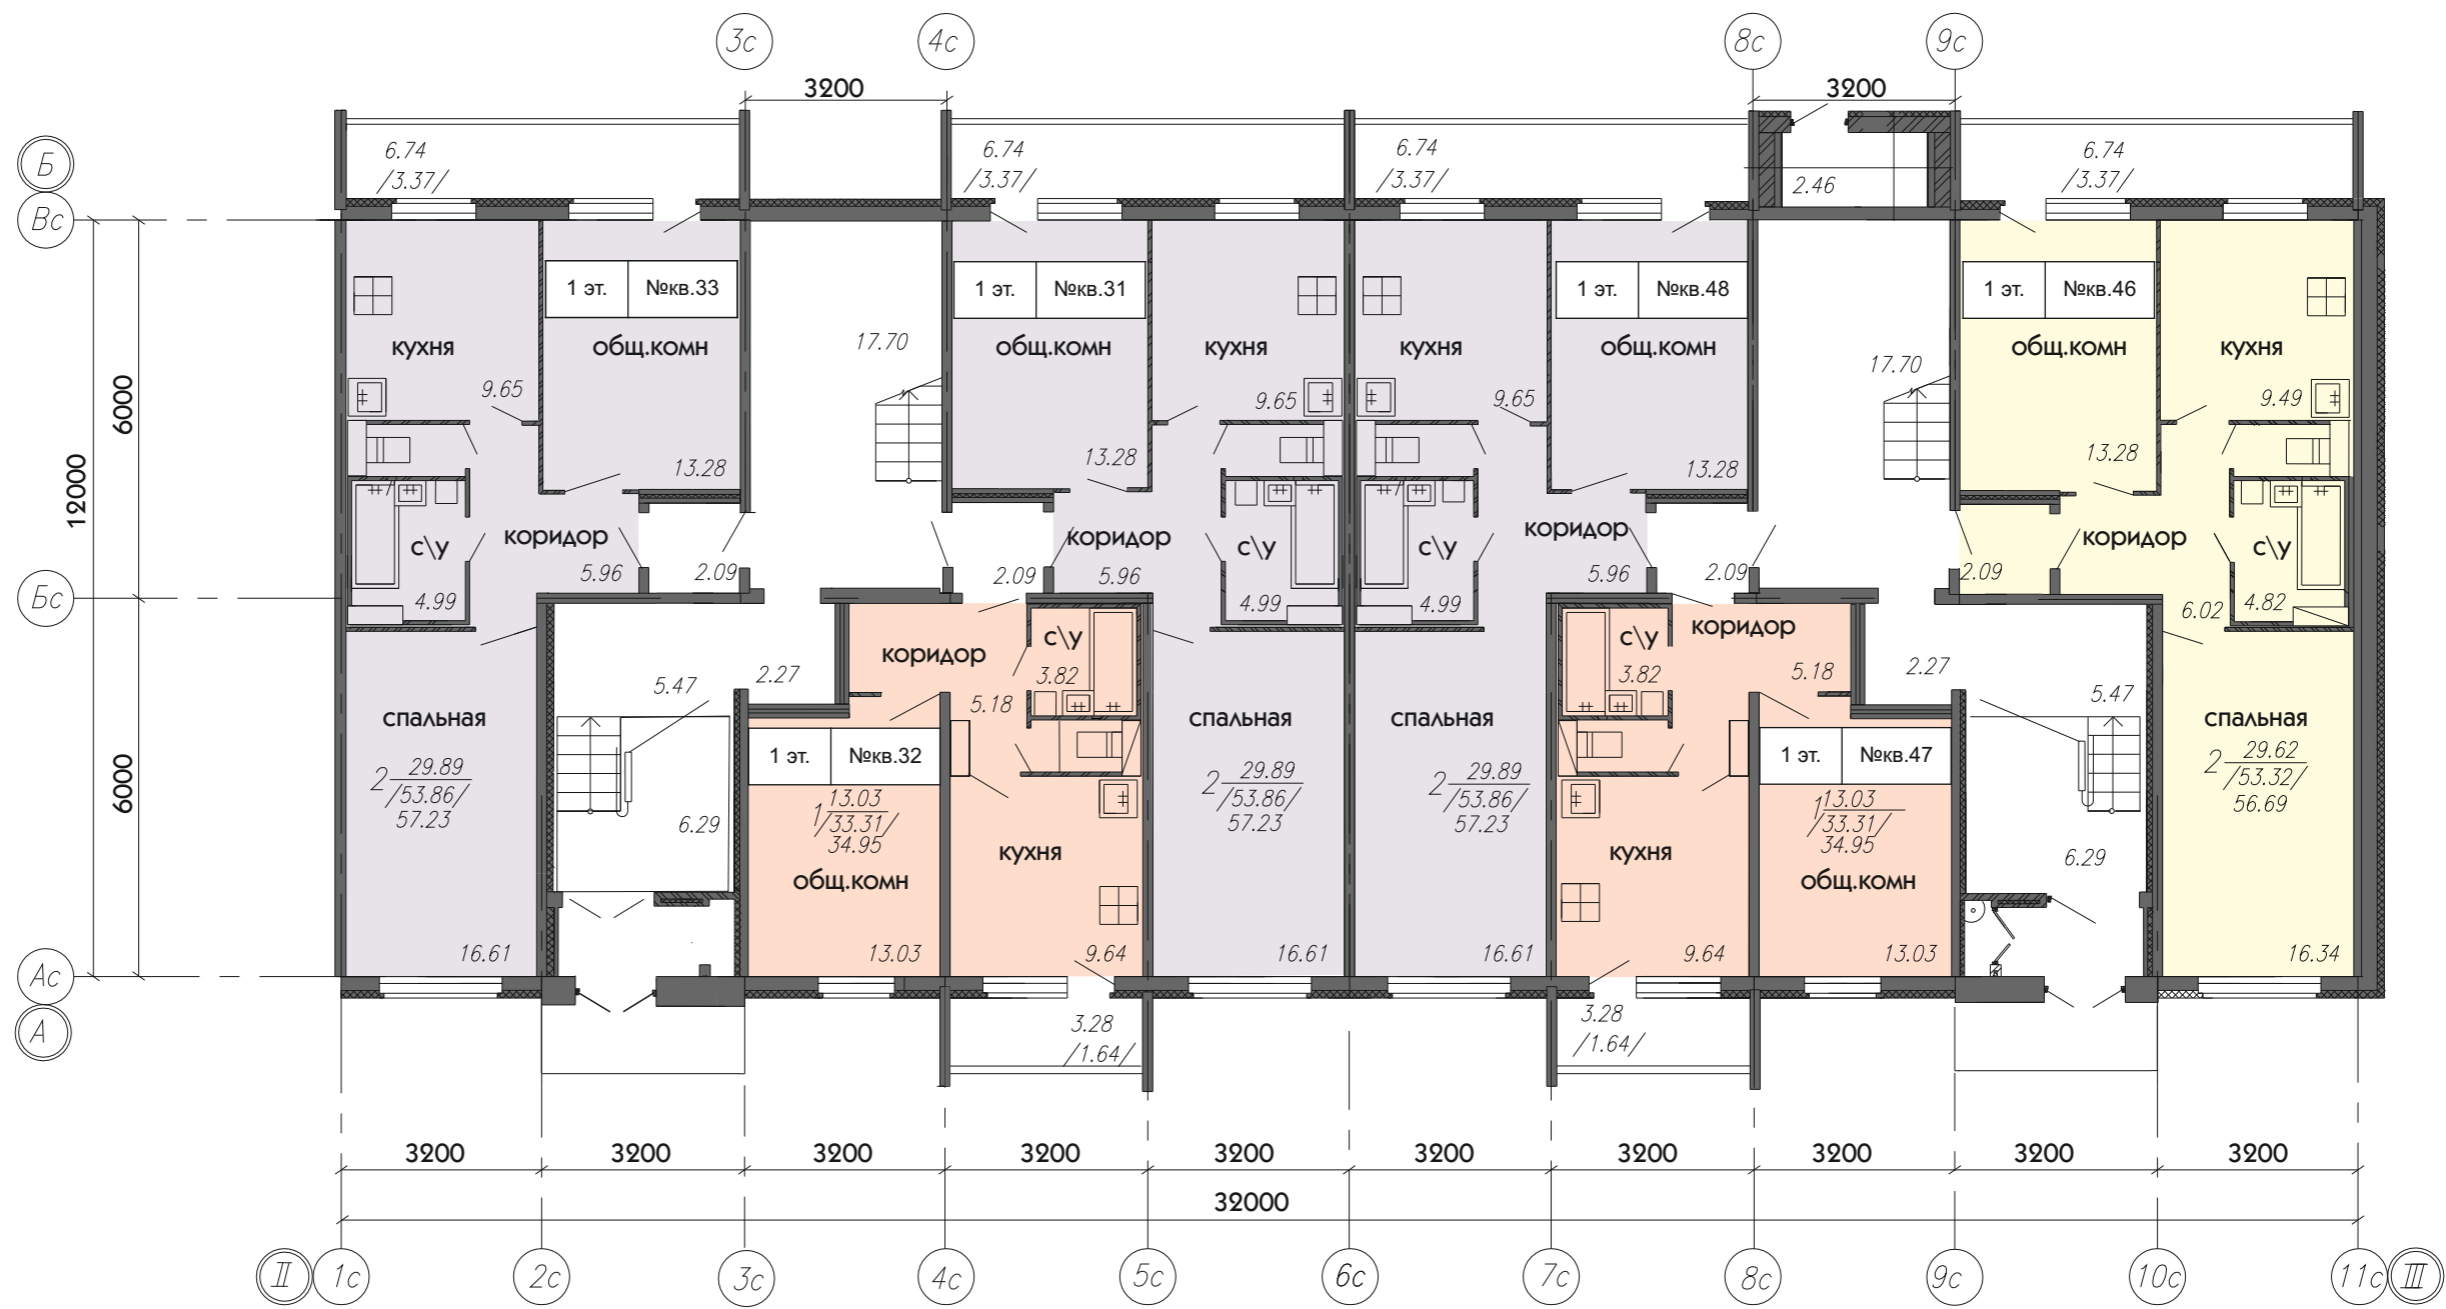 3с 4с 8с 9с
3200 3200
Б
6.74 6.74 6.74 6.74
/3.37/ /3.37/ /3.37/ 2.46 /3.37/
Вс
1 эт. №кв.33 1 эт. №кв.31 1 эт. №кв.48 1 эт. №кв.46
кухня общ.комн 17.70 общ.комн кухня кухня общ.комн 17.70 общ.комн кухня
9.65 9.65 9.65 9.49
6000
13.28 13.28 13.28 13.28
12000
с\у коридор коридор с\у с\у коридор коридор с\у
5.96 2.09 2.09 5.96 5.96 2.09 2.09
Бс
4.99 4.99 4.99 6.02 4.82
коридор с\у с\у коридор
5.47 2.27 3.82 3.82 5.18 2.27 5.47
5.18
спальная спальная спальная спальная
1 эт. №кв.32 1 эт. №кв.47
2 29.89 2 29.89 2 29.89 2 29.62
/53.86/ /53.86/ /53.86/ /53.32/
57.23 57.23 57.23 56.69
6000
1 13.03 1 13.03
/33.31/ /33.31/
34.95 34.95
6.29 6.29
общ.комн кухня кухня общ.комн
16.61 13.03 9.64 16.61 16.61 9.64 13.03 16.34
Ас
А
3.28 3.28
/1.64/ /1.64/
3200 3200 3200 3200 3200 3200 3200 3200 3200 3200
32000
II 1с 2с 3с 4с 5с 6с 7с 8с 9с 10с 11с III